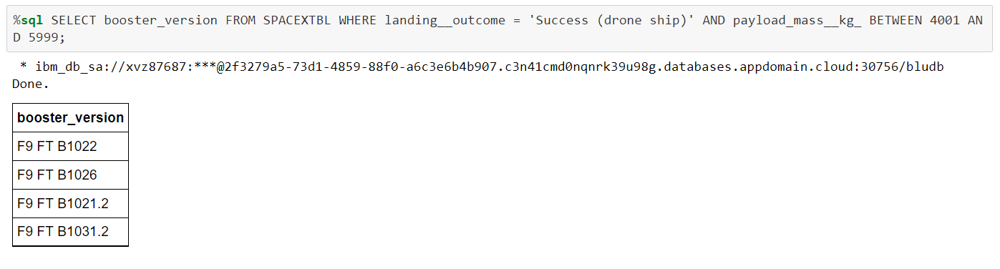 %sql SELECT booster_version FROM SPACEXTBL WHERE landing__outcome = 'Success (drone ship)' AND payload_mass__kg_ BETWEEN 4001 AN
D 5999;
* ibm_db_sa://xvz87687:***@2f3279a5-73d1-4859-88f0-a6c3e6b4b907.c3n41cmd0nqnrk39u98g.databases.appdomain.cloud:30756/bludb
Done.
booster_version
F9 FT B1022
F9 FT B1026
F9 FT B1021.2
F9 FT B1031.2